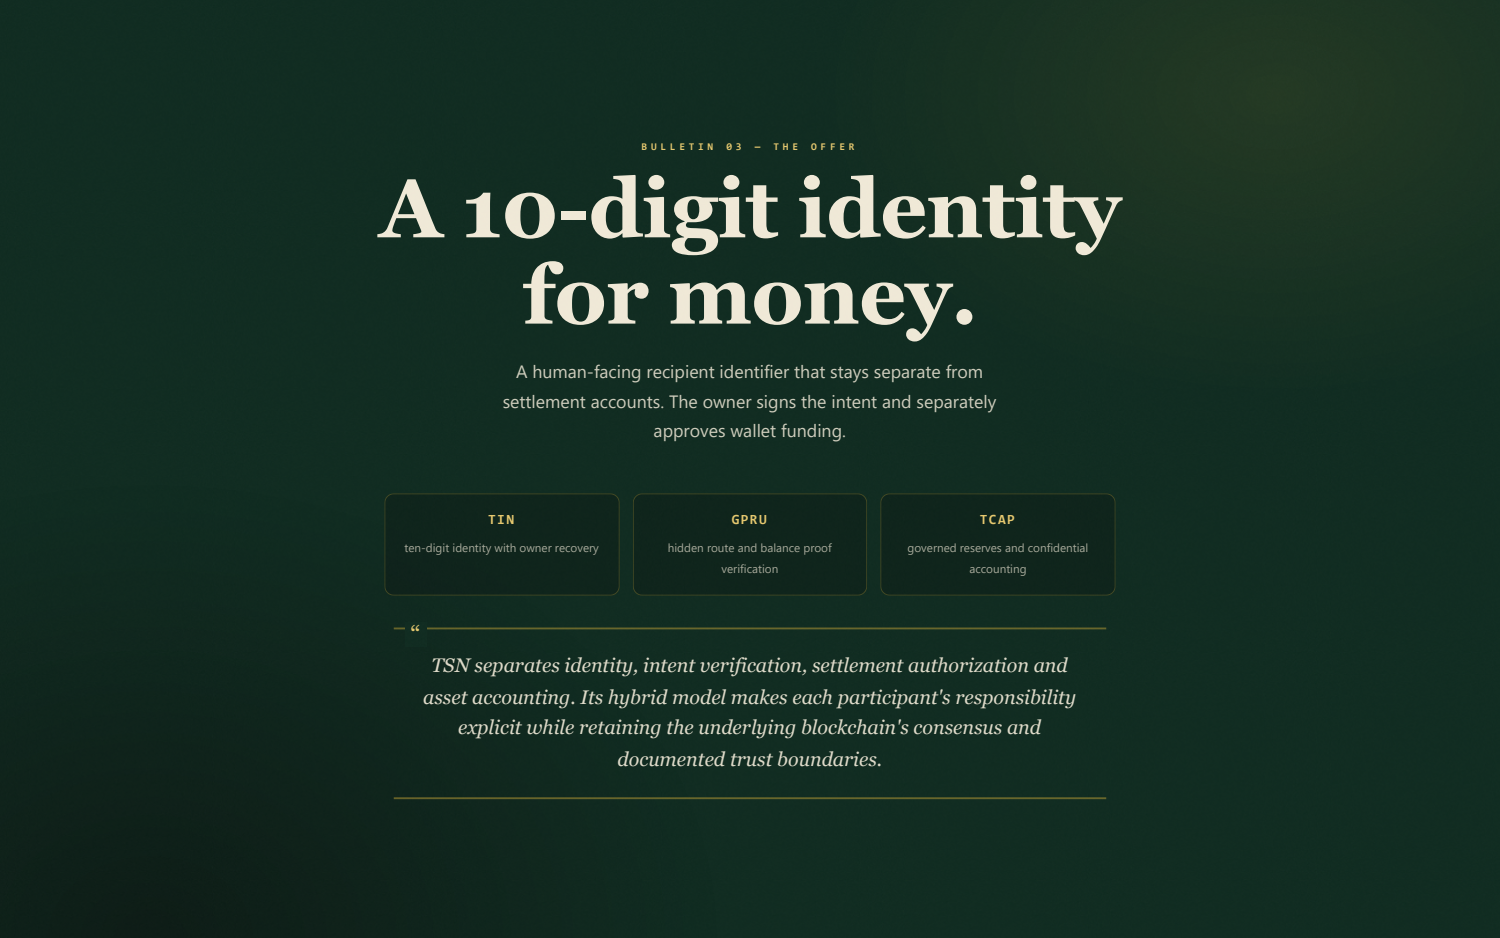 BULLETIN 03 — THE OFFER
A 10-digit identity
for money.
A human-facing recipient identifier that stays separate from
settlement accounts. The owner signs the intent and separately
approves wallet funding.
TIN
ten-digit identity with owner recovery
GPRU
hidden route and balance proof
verification
TCAP
governed reserves and confidential
accounting
“
TSN separates identity, intent verification, settlement authorization and
asset accounting. Its hybrid model makes each participant's responsibility
explicit while retaining the underlying blockchain's consensus and
documented trust boundaries.